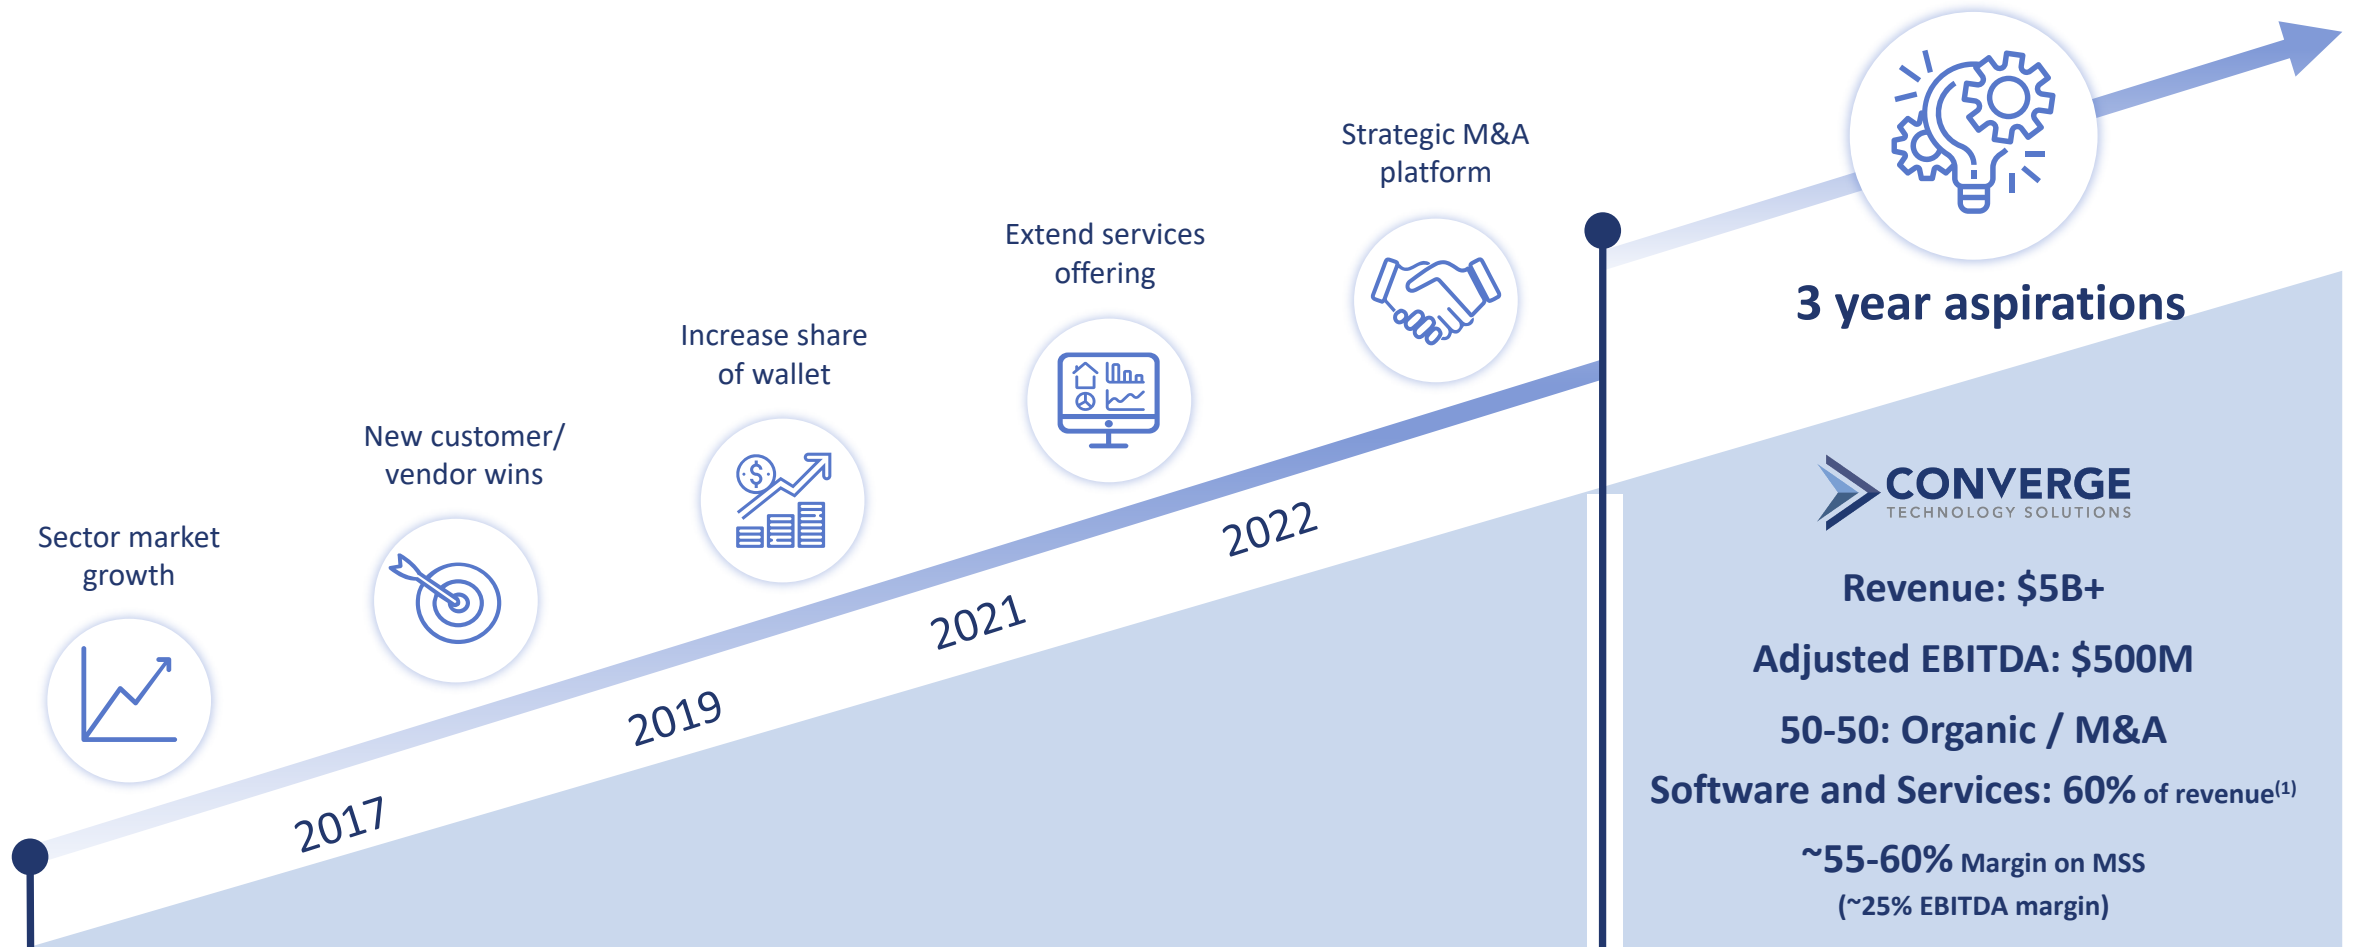 Sector market
growth
New customer/
vendor wins
Increase share
of wallet
Extend services
offering
Strategic M&A
platform
2017
2019
2021
2022
3 year aspirations
CONVERGE
TECHNOLOGY SOLUTIONS
Revenue: $5B+
Adjusted EBITDA: $500M
50-50: Organic / M&A
Software and Services: 60% of revenue(1)
~55-60% Margin on MSS
(~25% EBITDA margin)